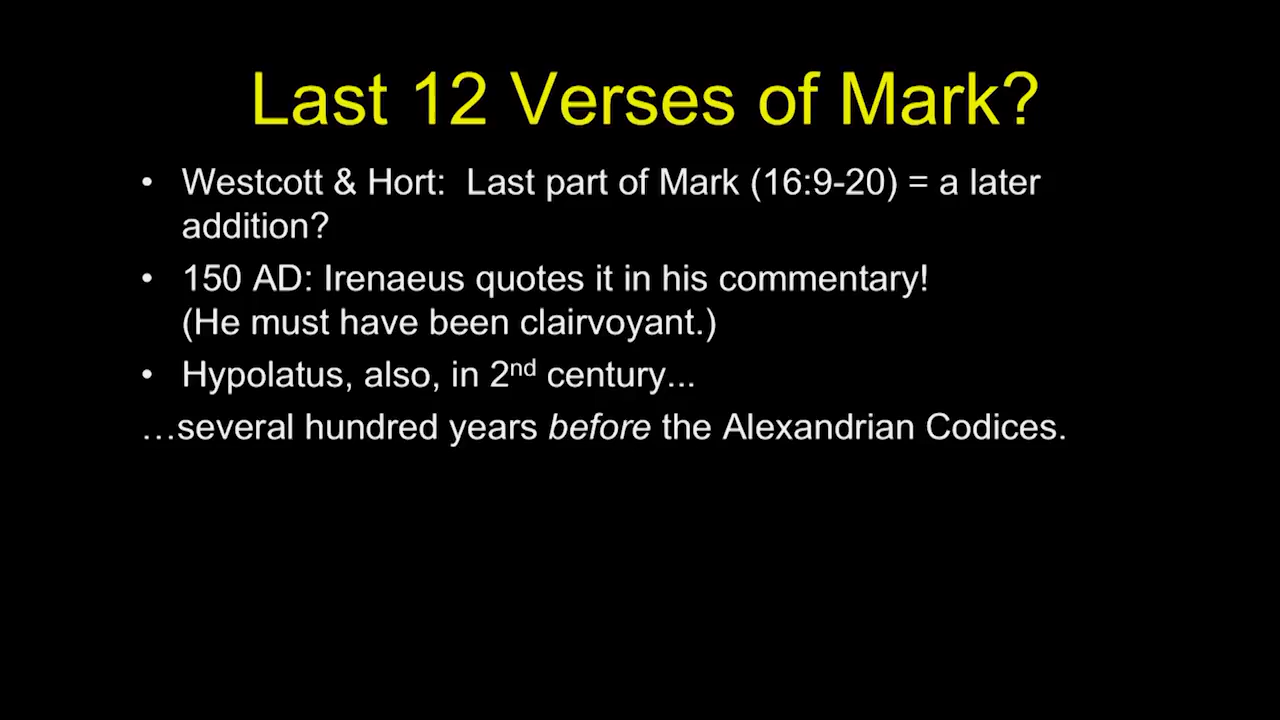 Last 12 Verses of Mark?
• Westcott & Hort: Last part of Mark (16:9-20) = a later
addition?
• 150 AD: Irenaeus quotes it in his commentary!
(He must have been clairvoyant.)
• Hypolatus, also, in 2nd century...
…several hundred years before the Alexandrian Codices.